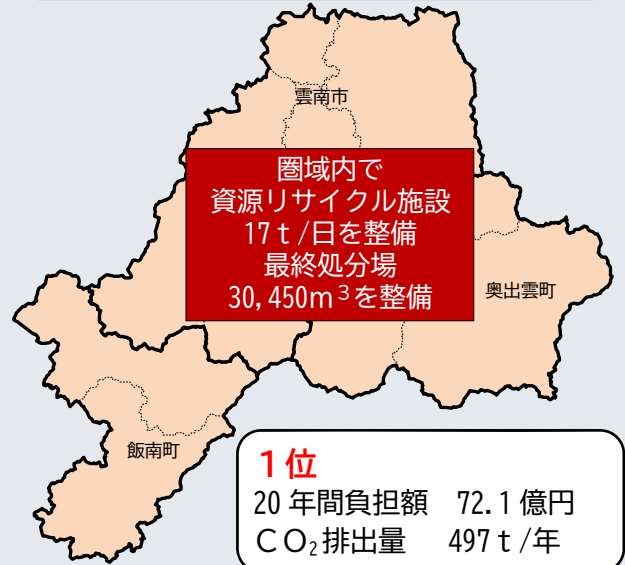 雲南市
圏域内で
資源リサイクル施設
17ｔ/日を整備
最終処分場
30,450m³を整備
奥出雲町
飯南町
１位
20年間負担額　72.1億円
ＣＯ₂排出量　497ｔ/年